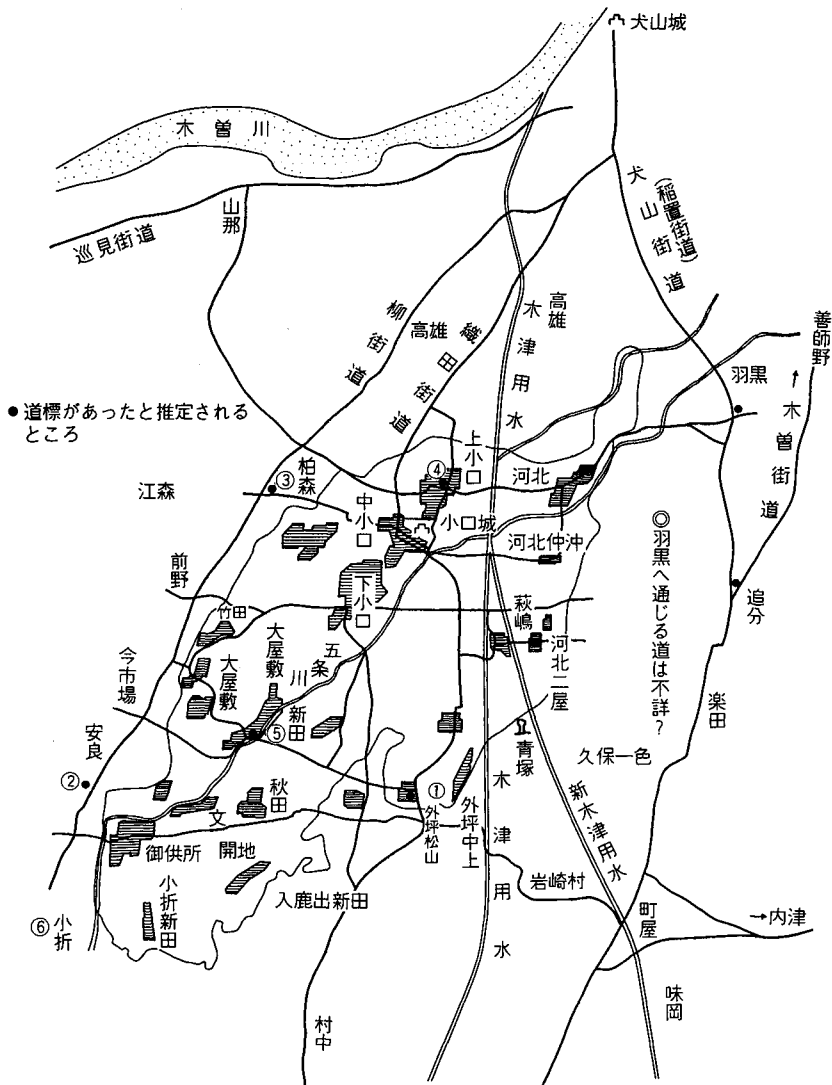 犬山城
木曽川
山那
巡見街道
犬山街道
(稲置街道)
善師野
柳街道
高雄
織田街道
木津用水
高雄
羽黒
→木曽街道
●道標があったと推定される
ところ
上小口
④
河北
柏森
③
江森
中小口
小口城
河北仲沖
◎羽黒へ通じる道は不詳?
前野
下小口
竹田
萩嶋
追分
大屋敷
大屋敷
五条川
河北二屋
今市場
新田
⑤
青塚
楽田
安良
久保一色
②
秋田
①
外坪松山
外坪中上
木津用水
新木津用水
文
御供所
開地
岩崎村
小折新田
入鹿出新田
町屋
→内津
⑥小折
味岡
村中